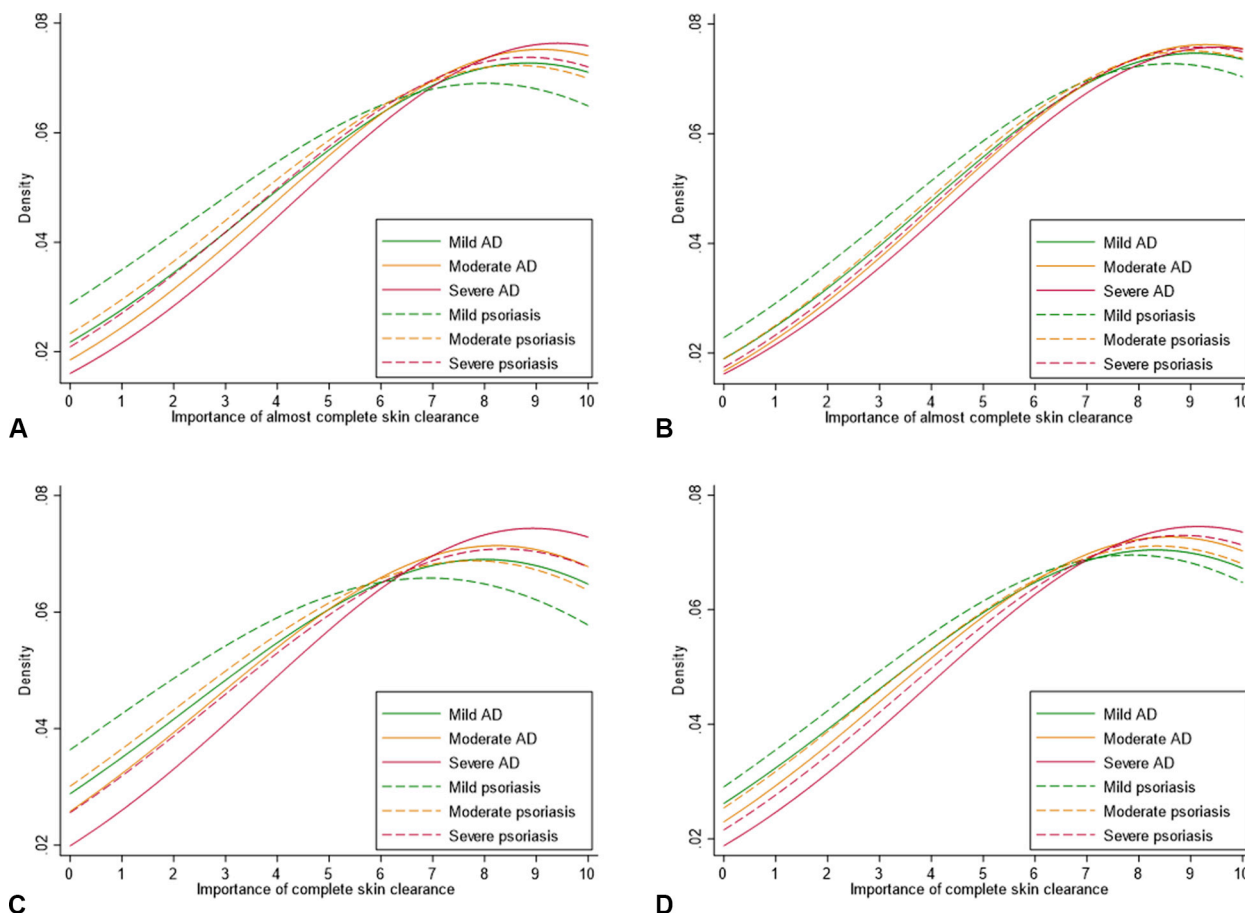 .08
.06
.04
.02
Density
0 1 2 3 4 5 6 7 8 9 10
Importance of almost complete skin clearance
Mild AD
Moderate AD
Severe AD
Mild psoriasis
Moderate psoriasis
Severe psoriasis
A
.08
.06
.04
.02
Density
0 1 2 3 4 5 6 7 8 9 10
Importance of almost complete skin clearance
Mild AD
Moderate AD
Severe AD
Mild psoriasis
Moderate psoriasis
Severe psoriasis
B
.08
.06
.04
.02
Density
0 1 2 3 4 5 6 7 8 9 10
Importance of complete skin clearance
Mild AD
Moderate AD
Severe AD
Mild psoriasis
Moderate psoriasis
Severe psoriasis
C
.08
.06
.04
.02
Density
0 1 2 3 4 5 6 7 8 9 10
Importance of complete skin clearance
Mild AD
Moderate AD
Severe AD
Mild psoriasis
Moderate psoriasis
Severe psoriasis
D